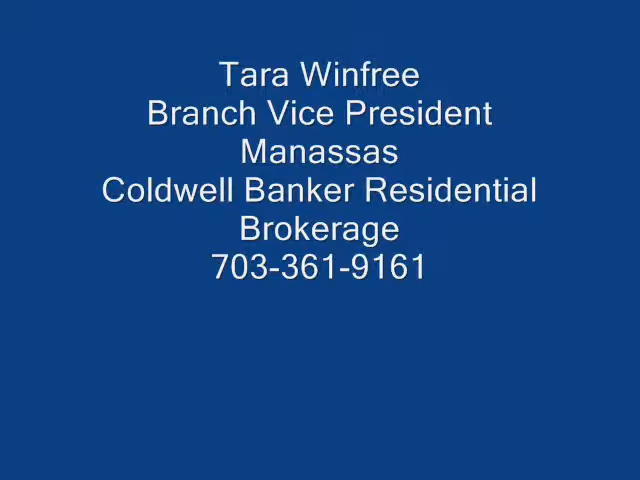 Tara Winfree
Branch Vice President
Manassas
Coldwell Banker Residential
Brokerage
703-361-9161